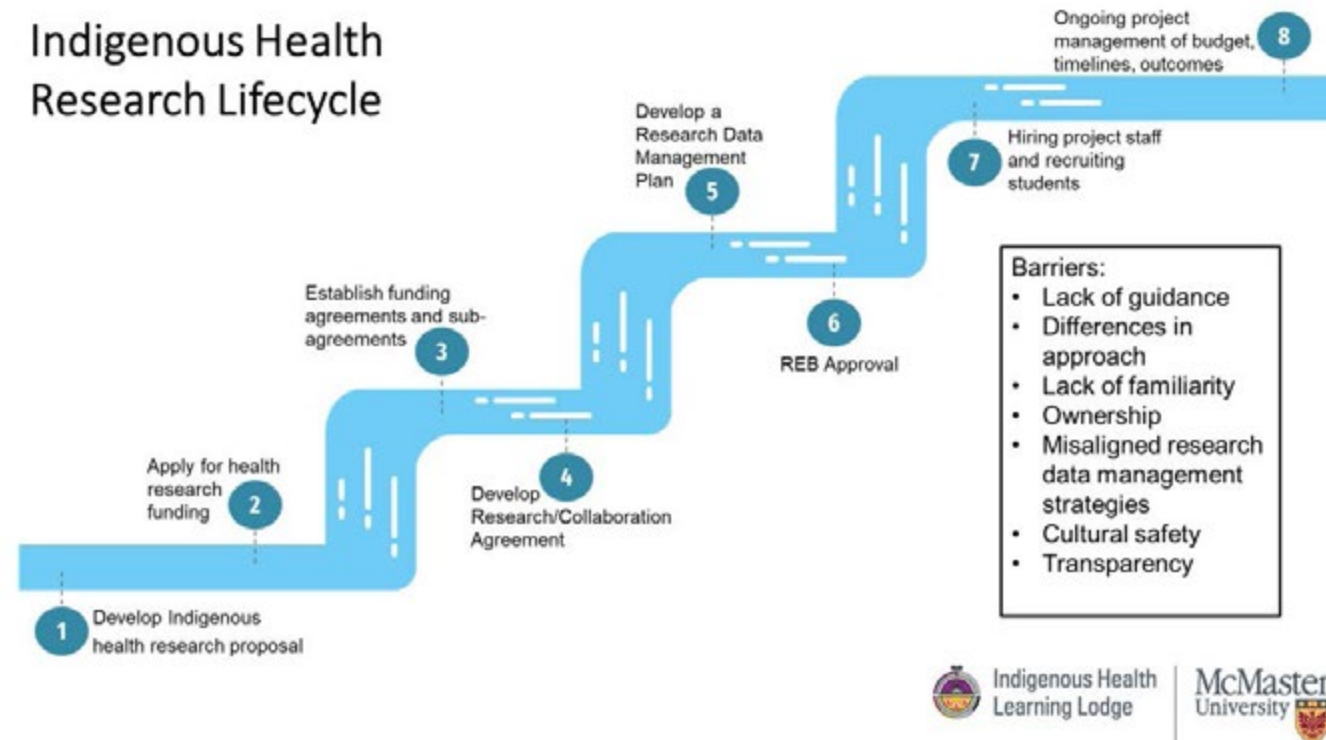 Indigenous Health
Research Lifecycle
1
Develop Indigenous
health research proposal
Apply for health
research
funding
2
Establish funding
agreements and sub-
agreements
3
4
Develop
Research/Collaboration
Agreement
Develop a
Research Data
Management
Plan
5
6
REB Approval
7
Hiring project staff
and recruiting
students
Ongoing project
management of budget,
timelines, outcomes
8
Barriers:
• Lack of guidance
• Differences in
approach
• Lack of familiarity
• Ownership
• Misaligned research
data management
strategies
• Cultural safety
• Transparency
Indigenous Health
Learning Lodge
McMaster
University